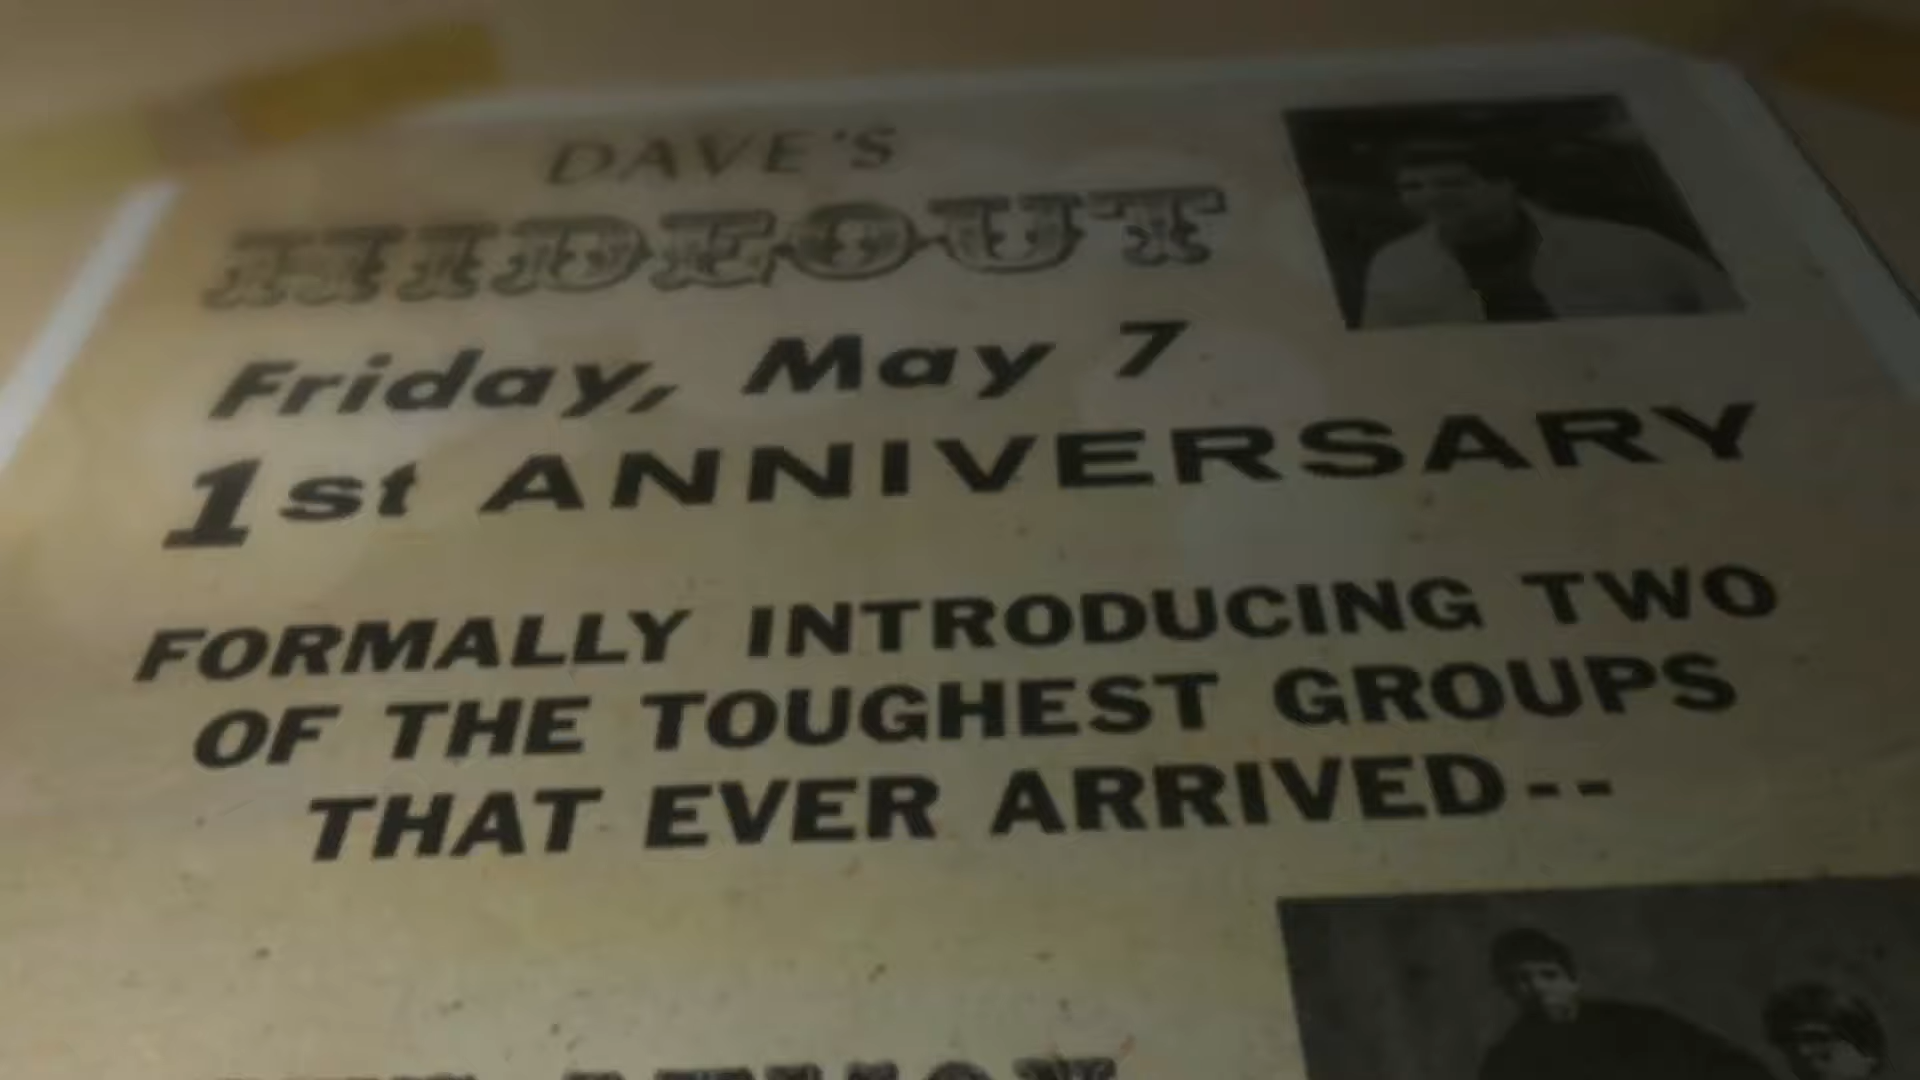 DAVE'S
HIDEOUT
Friday, May 7
1st ANNIVERSARY
FORMALLY INTRODUCING TWO
OF THE TOUGHEST GROUPS
THAT EVER ARRIVED--